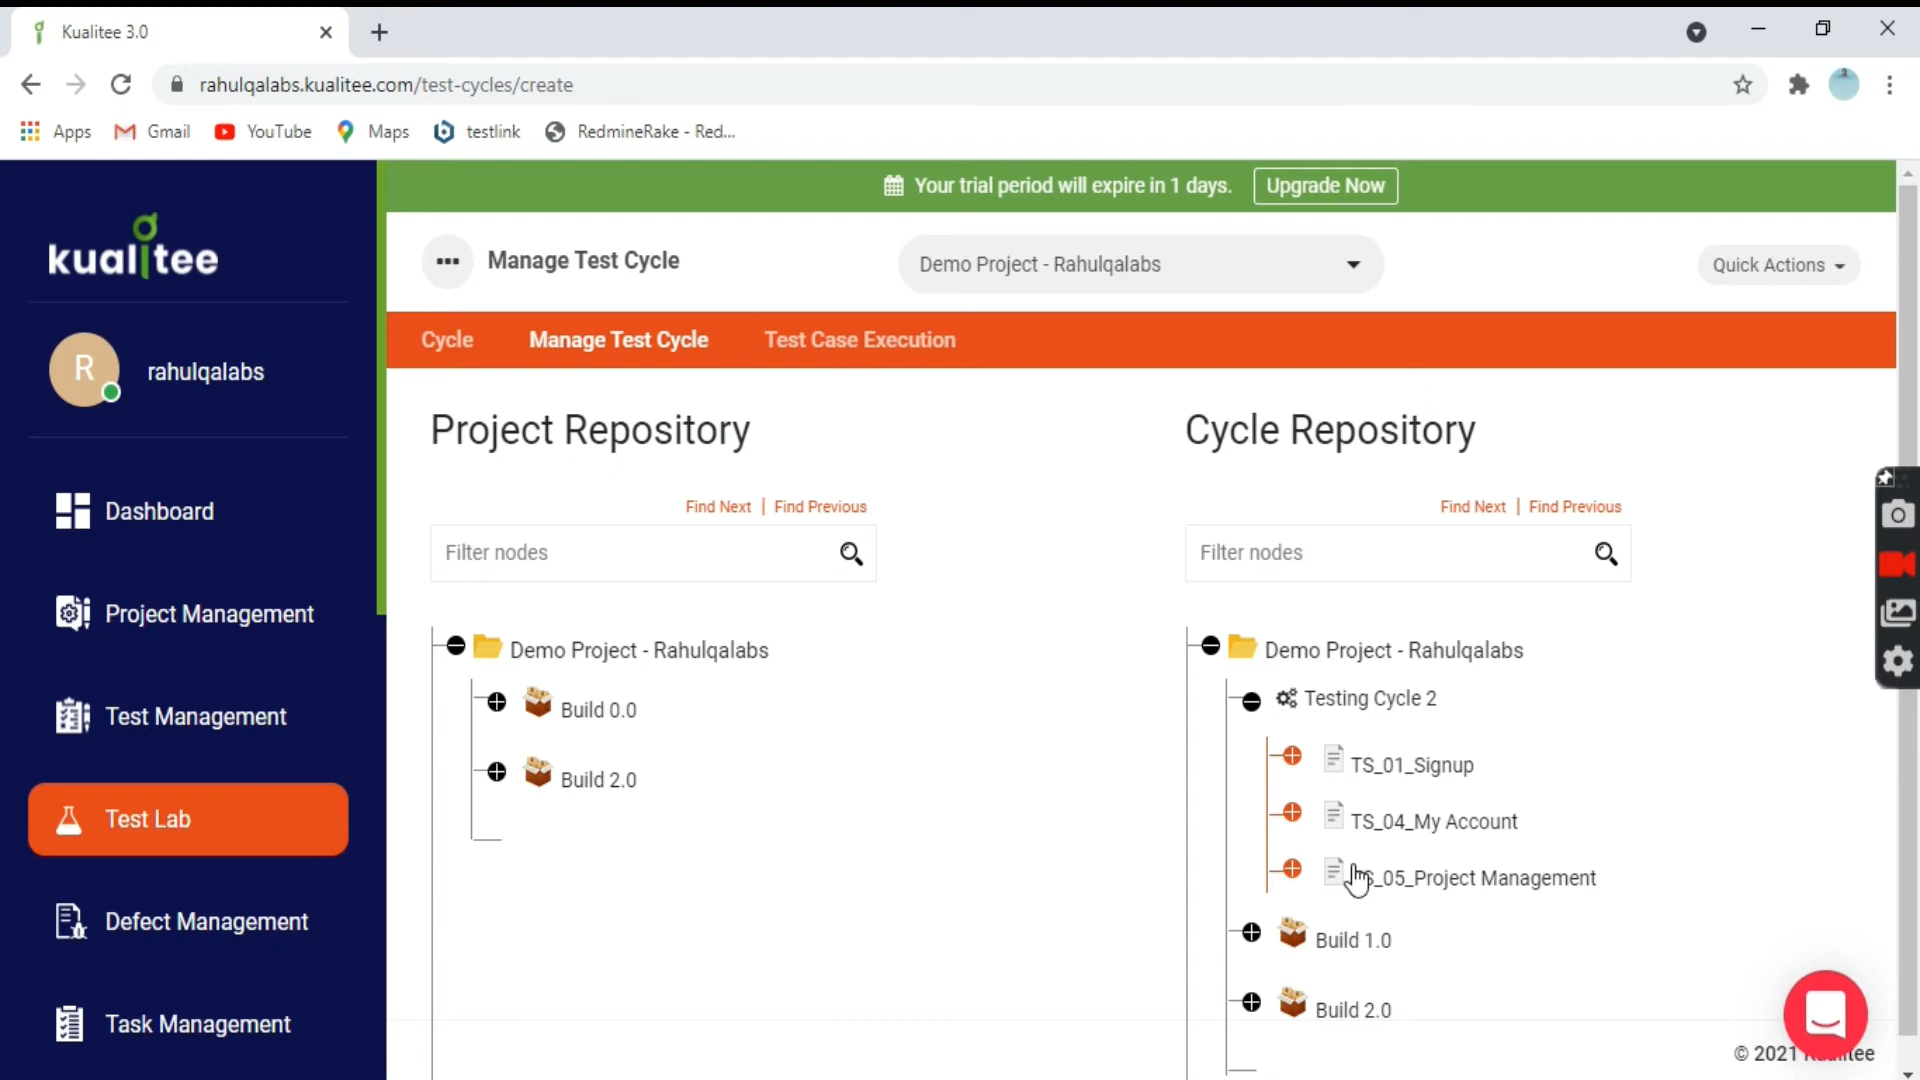 Kualitee 3.0
rahulqalabs.kualitee.com/test-cycles/create
Apps Gmail YouTube Maps testlink RedmineRake - Red...
Your trial period will expire in 1 days. Upgrade Now
kualitee
Manage Test Cycle
Demo Project - Rahulqalabs
Quick Actions
Cycle Manage Test Cycle Test Case Execution
R rahulqalabs
Dashboard
Project Management
Test Management
Test Lab
Defect Management
Task Management
Project Repository
Find Next | Find Previous
Filter nodes
Demo Project - Rahulqalabs
Build 0.0
Build 2.0
Cycle Repository
Find Next | Find Previous
Filter nodes
Demo Project - Rahulqalabs
Testing Cycle 2
TS_01_Signup
TS_04_My Account
_05_Project Management
Build 1.0
Build 2.0
© 2021